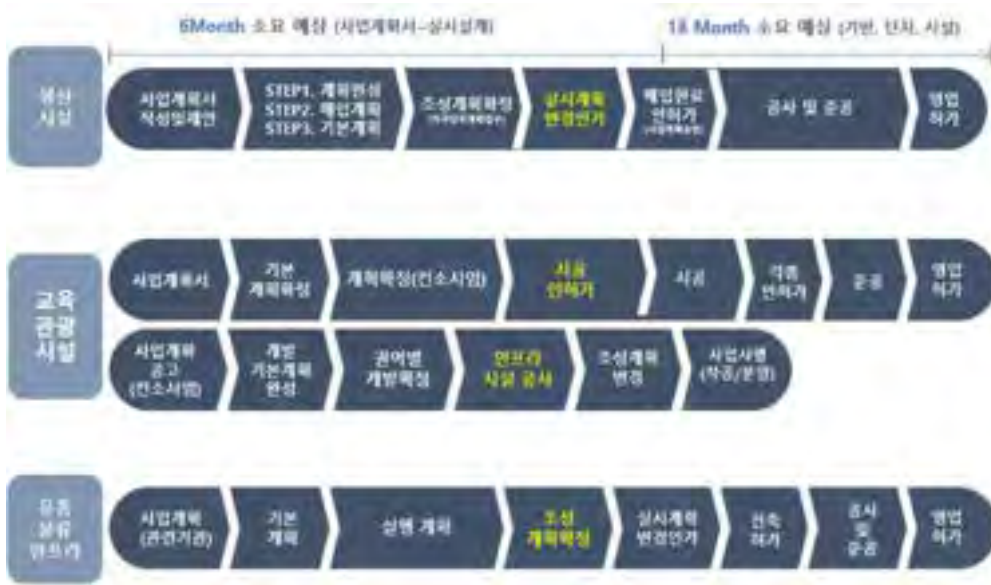 6Month 소요 예상 (사업계획서~실시설계)
18 Month 소요 예상 (기반, 인지, 시설)
생산
시설
사업계획서
작성및제안
STEP1. 계획완성
STEP2. 매입계획
STEP3. 기본계획
조성계획확정
실시계획
변경인가
매입완료
인허가
공사 및 준공
영업
허가
교육
관광
시설
사업계획서
기본
계획확정
계획확정(컨소시엄)
시공
인허가
시공
각종
인허가
준공
영업
허가
사업계획
공고
(컨소시엄)
개발
기본계획
완성
권역별
개발확정
인프라
시설 공사
조성계획
변경
사업시행
(착공/분양)
유통
물류
인프라
사업계획
(관련기관)
기본
계획
실행 계획
조성
계획확정
실시계획
변경인가
건축
허가
공사
및
준공
영업
허가